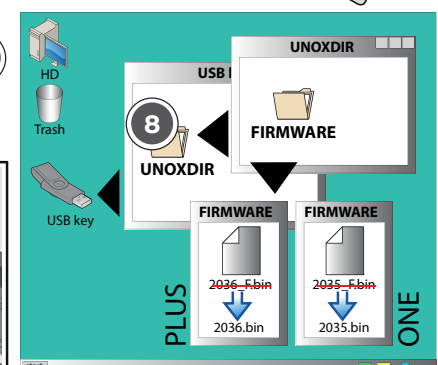 UNOXDIR
HD
USB
8
FIRMWARE
Trash
UNOXDIR
USB key
FIRMWARE
FIRMWARE
PLUS
2036_F.bin
2035_F.bin
ONE
2036.bin
2035.bin